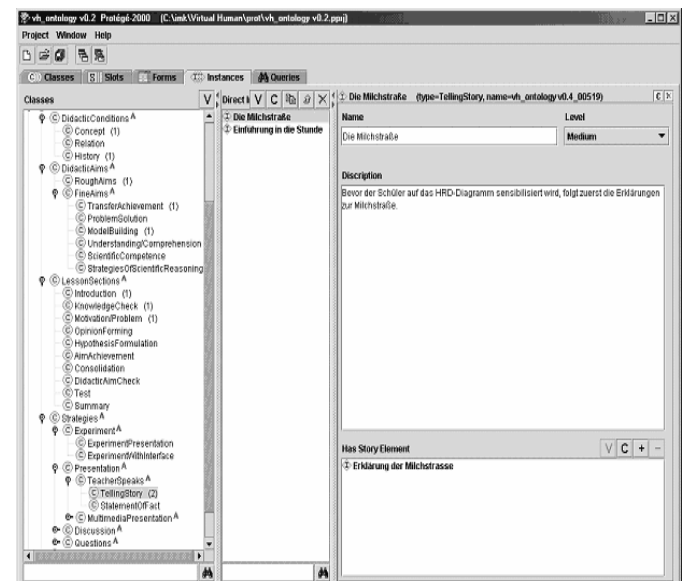 vh_ontology v0.2 Protégé-2000 (C:\imk\Virtual Human\prot\vh_ontology v0.2.pprj)
Project Window Help
C Classes S Slots Forms Instances Queries
Classes V
DidacticConditions A
Concept (1)
Relation
History (1)
DidacticAims A
RoughAims (1)
FineAims A
TransferAchievement (1)
ProblemSolution
ModelBuilding (1)
Understanding/Comprehension
ScientificCompetence
StrategiesOfScientificReasoning
LessonSections A
Introduction (1)
KnowledgeCheck (1)
Motivation/Problem (1)
OpinionForming
HypothesisFormulation
AimAchievement
Consolidation
DidacticAimCheck
Test
Summary
Strategies A
Experiment A
ExperimentPresentation
ExperimentWithInterface
Presentation A
TeacherSpeaks A
TellingStory (2)
StatementOfFact
MultimediaPresentation A
Discussion A
Questions A
Direct V C
Die Milchstraße
Einführung in die Stunde
Die Milchstraße (type=TellingStory, name=vh_ontology v0.4_00519) C X
Name Level
Die Milchstraße Medium
Discription
Bevor der Schüler auf das HRD-Diagramm sensibilisiert wird, folgt zuerst die Erklärungen
zur Milchstraße.
Has Story Element V C + -
Erklärung der Milchstrasse